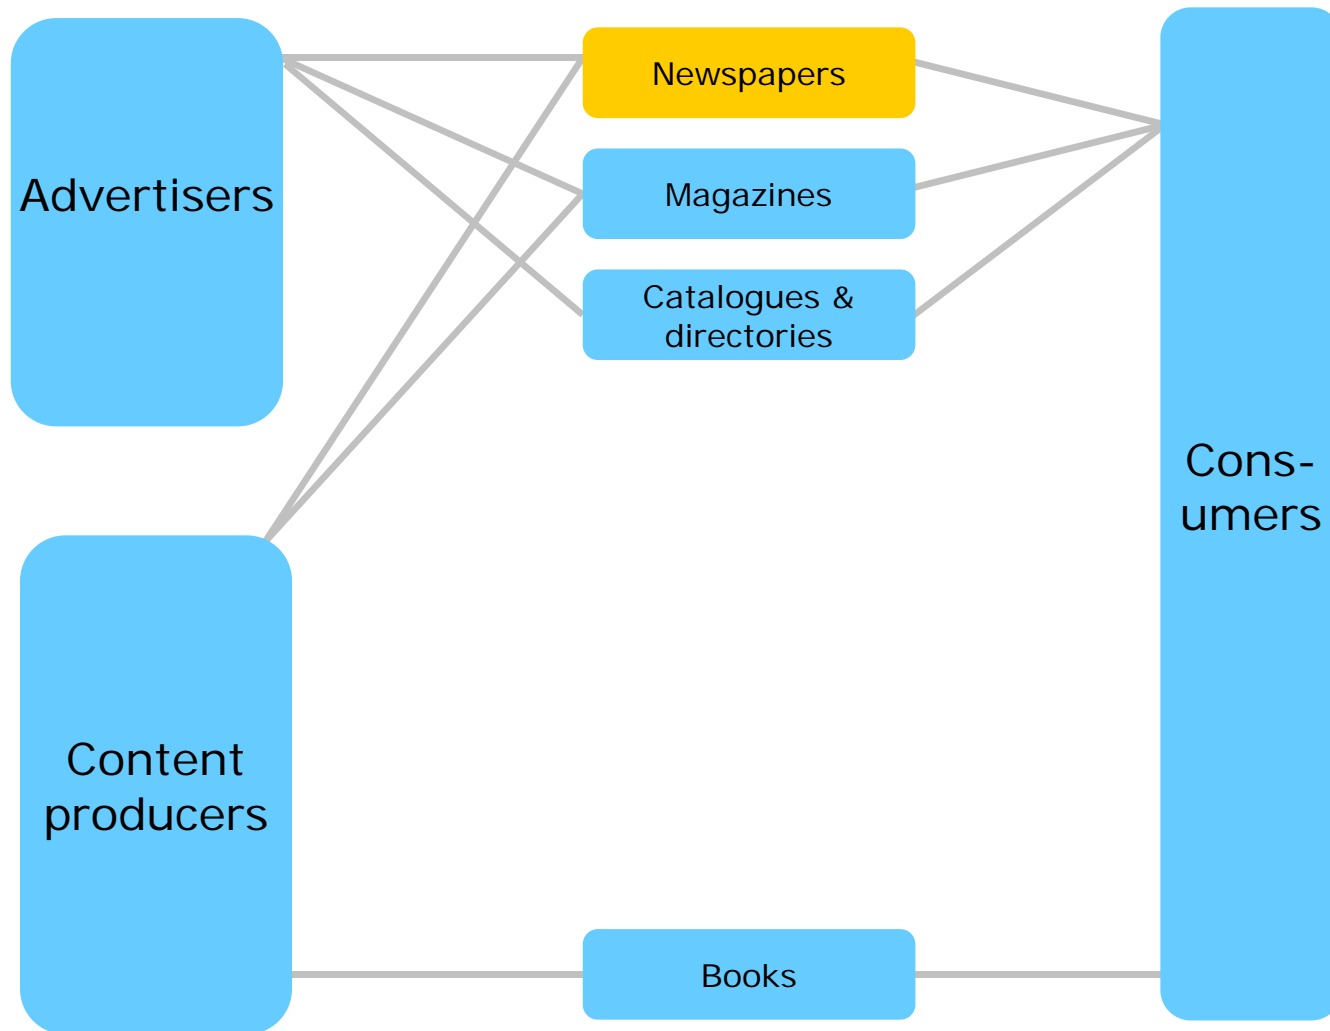 Advertisers
Newspapers
Magazines
Catalogues &
directories
Cons-
umers
Content
producers
Books